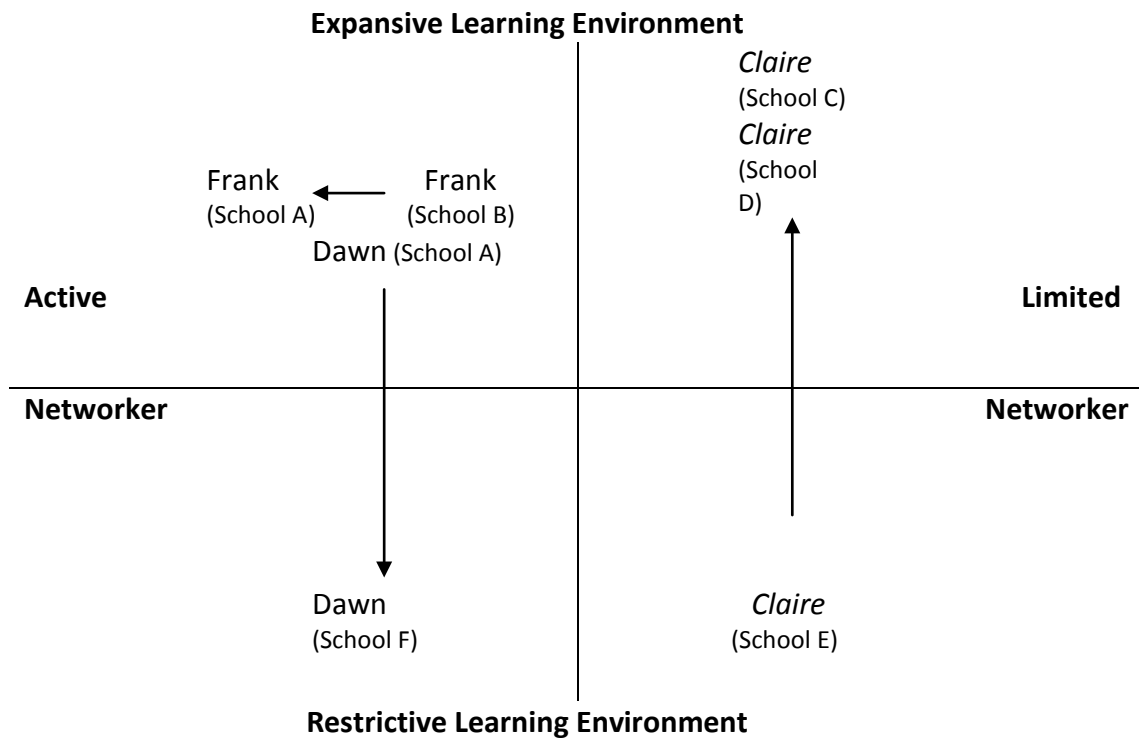 Expansive Learning Environment
Claire
(School C)
Claire
(School
D)
Frank
(School A)
Frank
(School B)
Dawn (School A)
Active
Limited
Networker
Networker
Dawn
(School F)
Claire
(School E)
Restrictive Learning Environment